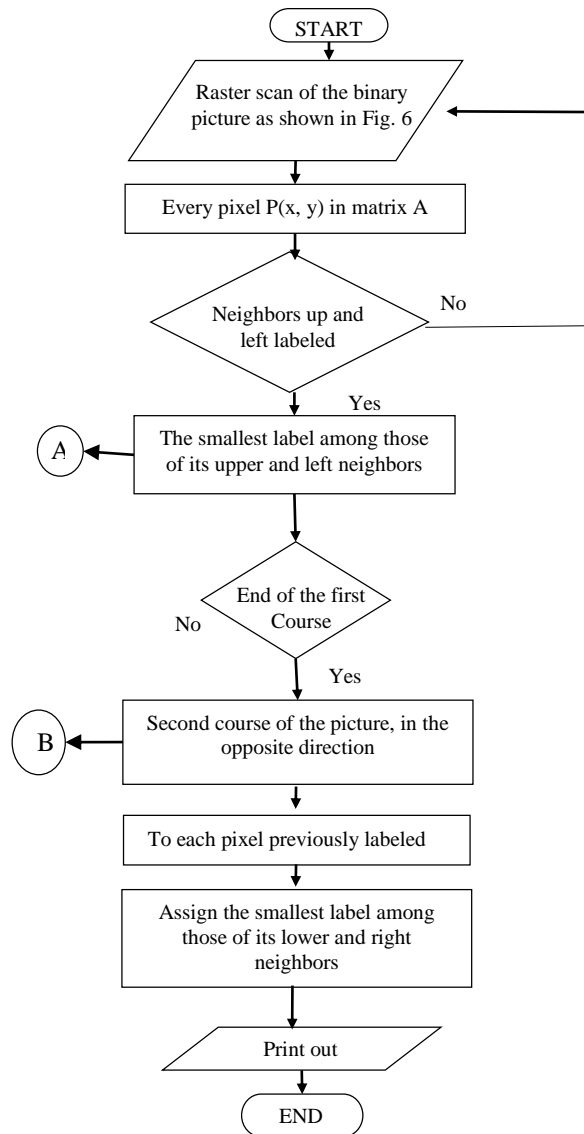 START
Raster scan of the binary
picture as shown in Fig. 6
Every pixel P(x, y) in matrix A
Neighbors up and
left labeled
No
Yes
The smallest label among those
of its upper and left neighbors
A
End of the first
Course
No
Yes
Second course of the picture, in the
opposite direction
B
To each pixel previously labeled
Assign the smallest label among
those of its lower and right
neighbors
Print out
END